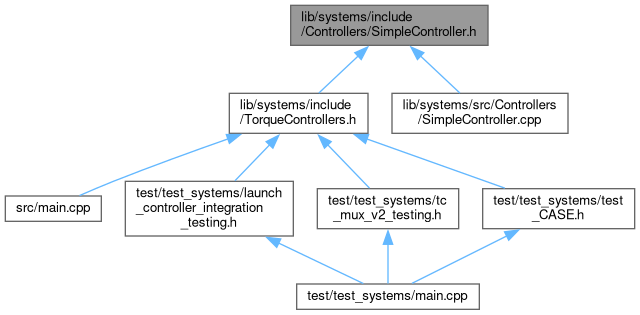 lib/systems/include
/Controllers/SimpleController.h
lib/systems/include
/TorqueControllers.h
lib/systems/src/Controllers
/SimpleController.cpp
src/main.cpp
test/test_systems/launch
_controller_integration
_testing.h
test/test_systems/tc
_mux_v2_testing.h
test/test_systems/test
_CASE.h
test/test_systems/main.cpp